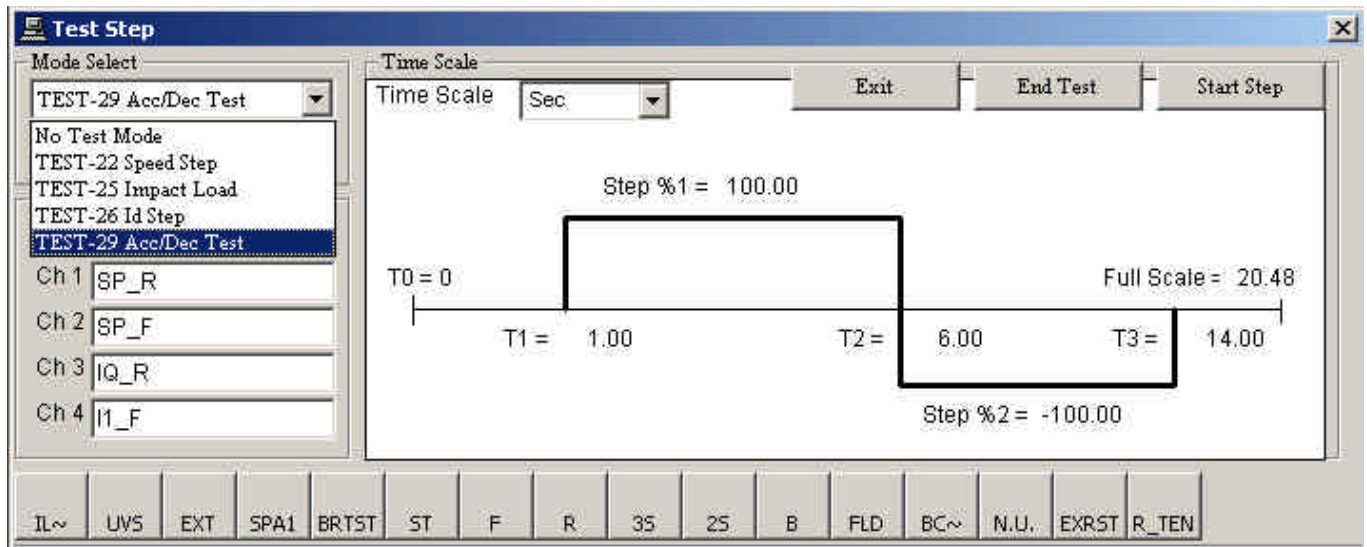 Test Step
Mode Select
TEST-29 Acc/Dec Test
No Test Mode
TEST-22 Speed Step
TEST-25 Impact Load
TEST-26 Id Step
TEST-29 Acc/Dec Test
Ch 1 SP_R
Ch 2 SP_F
Ch 3 IQ_R
Ch 4 I1_F
Time Scale
Time Scale Sec
Exit End Test Start Step
Step %1 = 100.00
T0 = 0 Full Scale = 20.48
T1 = 1.00 T2 = 6.00 T3 = 14.00
Step %2 = -100.00
IL~ UVS EXT SPA1 BRTST ST F R 3S 2S B FLD BC~ N.U. EXRST R_TEN